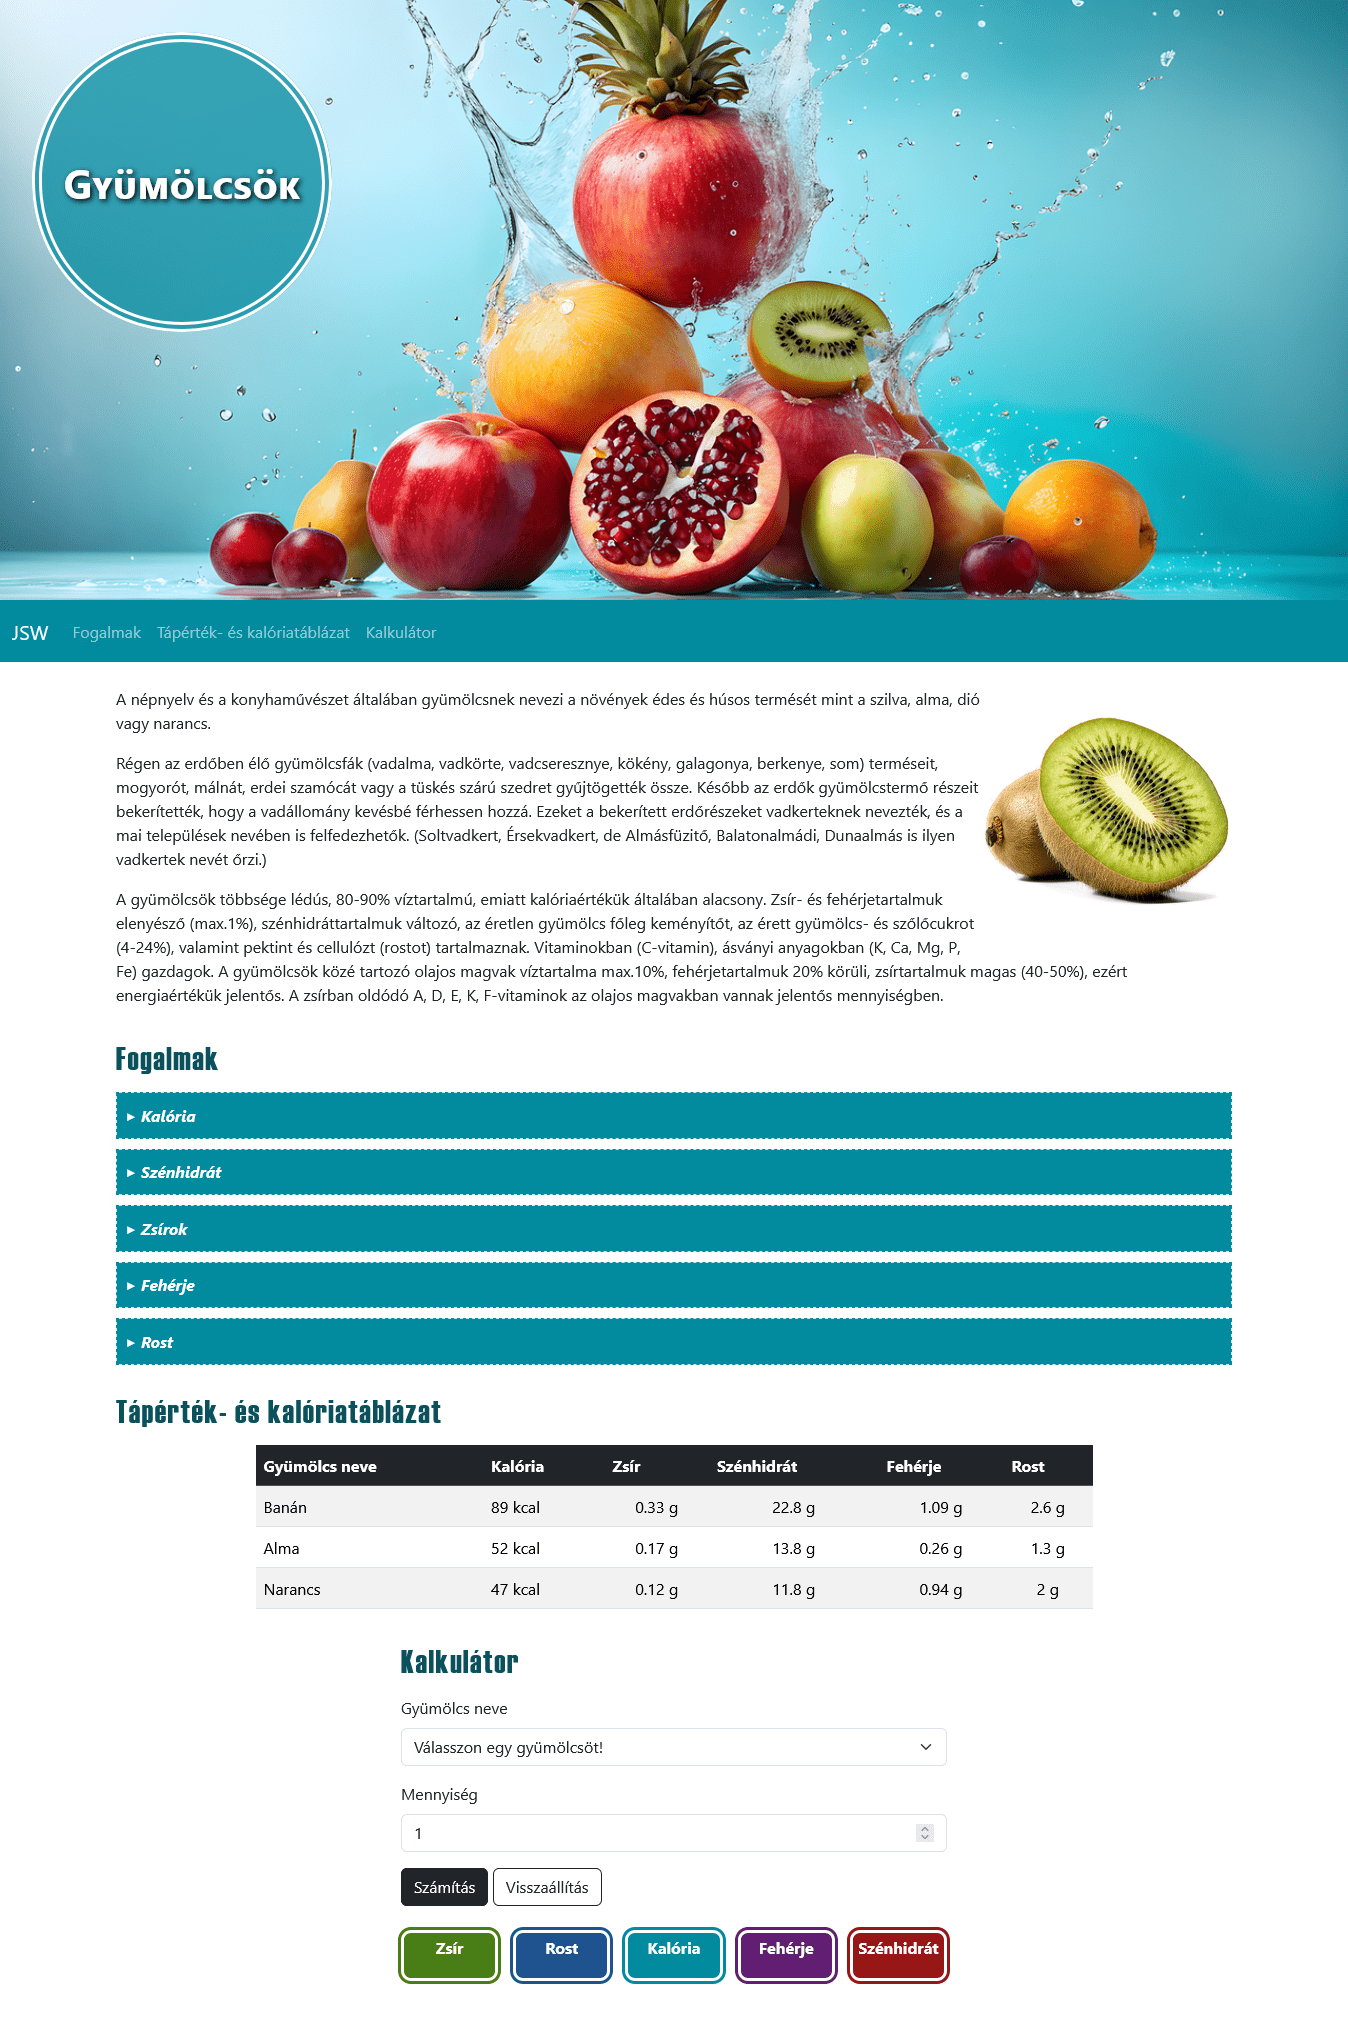 Gyümölcsök
JSW Fogalmak Tápérték- és kalóriatáblázat Kalkulátor
A népnyelv és a konyhaművészet általában gyümölcsnek nevezi a növények édes és húsos termését mint a szilva, alma, dió
vagy narancs.
Régen az erdőben élő gyümölcsfák (vadalma, vadkörte, vadcseresznye, kökény, galagonya, berkenye, som) terméseit,
mogyorót, málnát, erdei szamócát vagy a tüskés szárú szedret gyűjtögették össze. Később az erdők gyümölcstermő részeit
bekerítették, hogy a vadállomány kevésbé férhessen hozzá. Ezeket a bekerített erdőrészeket vadkerteknek nevezték, és a
mai települések nevében is felfedezhetők. (Soltvadkert, Érsekvadkert, de Almásfüzitő, Balatonalmádi, Dunaalmás is ilyen
vadkertek nevét őrzi.)
A gyümölcsök többsége lédús, 80-90% víztartalmú, emiatt kalóriaértékük általában alacsony. Zsír- és fehérjetartalmuk
elenyésző (max.1%), szénhidráttartalmuk változó, az éretlen gyümölcs főleg keményítőt, az érett gyümölcs- és szőlőcukrot
(4-24%), valamint pektint és cellulózt (rostot) tartalmaznak. Vitaminokban (C-vitamin), ásványi anyagokban (K, Ca, Mg, P,
Fe) gazdagok. A gyümölcsök közé tartozó olajos magvak víztartalma max.10%, fehérjetartalmuk 20% körüli, zsírtartalmuk magas (40-50%), ezért
energiaértékük jelentős. A zsírban oldódó A, D, E, K, F-vitaminok az olajos magvakban vannak jelentős mennyiségben.
Fogalmak
▸ Kalória
▸ Szénhidrát
▸ Zsírok
▸ Fehérje
▸ Rost
Tápérték- és kalóriatáblázat
Gyümölcs neve Kalória Zsír Szénhidrát Fehérje Rost
Banán 89 kcal 0.33 g 22.8 g 1.09 g 2.6 g
Alma 52 kcal 0.17 g 13.8 g 0.26 g 1.3 g
Narancs 47 kcal 0.12 g 11.8 g 0.94 g 2 g
Kalkulátor
Gyümölcs neve
Válasszon egy gyümölcsöt!
Mennyiség
1
Számítás Visszaállítás
Zsír Rost Kalória Fehérje Szénhidrát